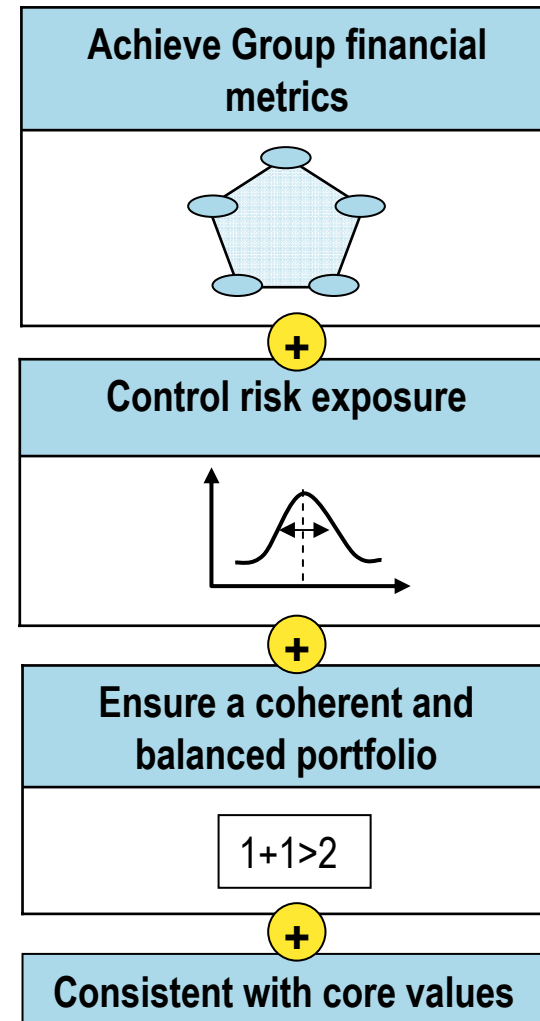 Achieve Group financial
metrics
+
Control risk exposure
+
Ensure a coherent and
balanced portfolio
1+1>2
+
Consistent with core values